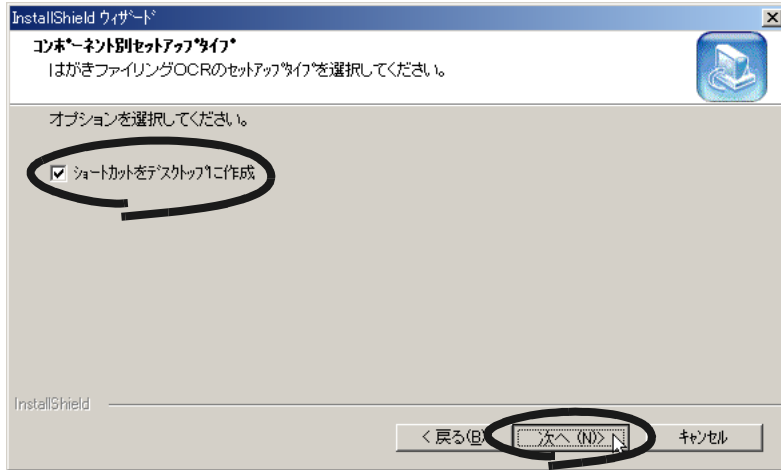 InstallShield ウィザード
コンポーネント別セットアップタイプ
はがきファイリングOCRのセットアップタイプを選択してください。
オプションを選択してください。
ショートカットをデスクトップに作成
InstallShield
< 戻る(B) 次へ (N)> キャンセル